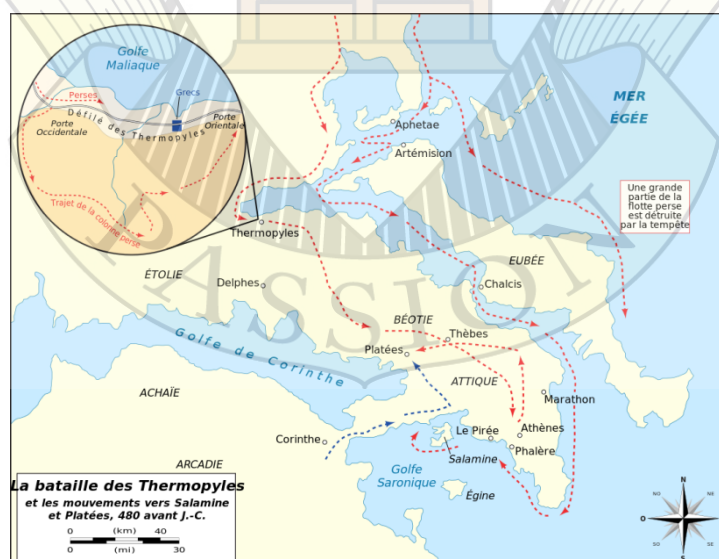 Golfe
Maliaque
Perses
Grecs
Défilé des Thermopyles
Porte
Occidentale
Porte
Orientale
Trajet de la colonne perse
MER
ÉGÉE
Aphetae
Artémision
Une grande
partie de la
flotte perse
est détruite
par la tempête
Thermopyles
EUBÉE
ÉTOLIE
Delphes
Chalcis
PASSION
BÉOTIE
Thèbes
Golfe de Corinthe
Platées
ATTIQUE
ACHAÏE
Marathon
Corinthe
Le Pirée
Athènes
Phalère
Salamine
ARCADIE
Golfe
Saronique
Égine
La bataille des Thermopyles
et les mouvements vers Salamine
et Platées, 480 avant J.-C.
0 (km) 40
0 (mi) 30
N
NO NE
O E
SO SE
S